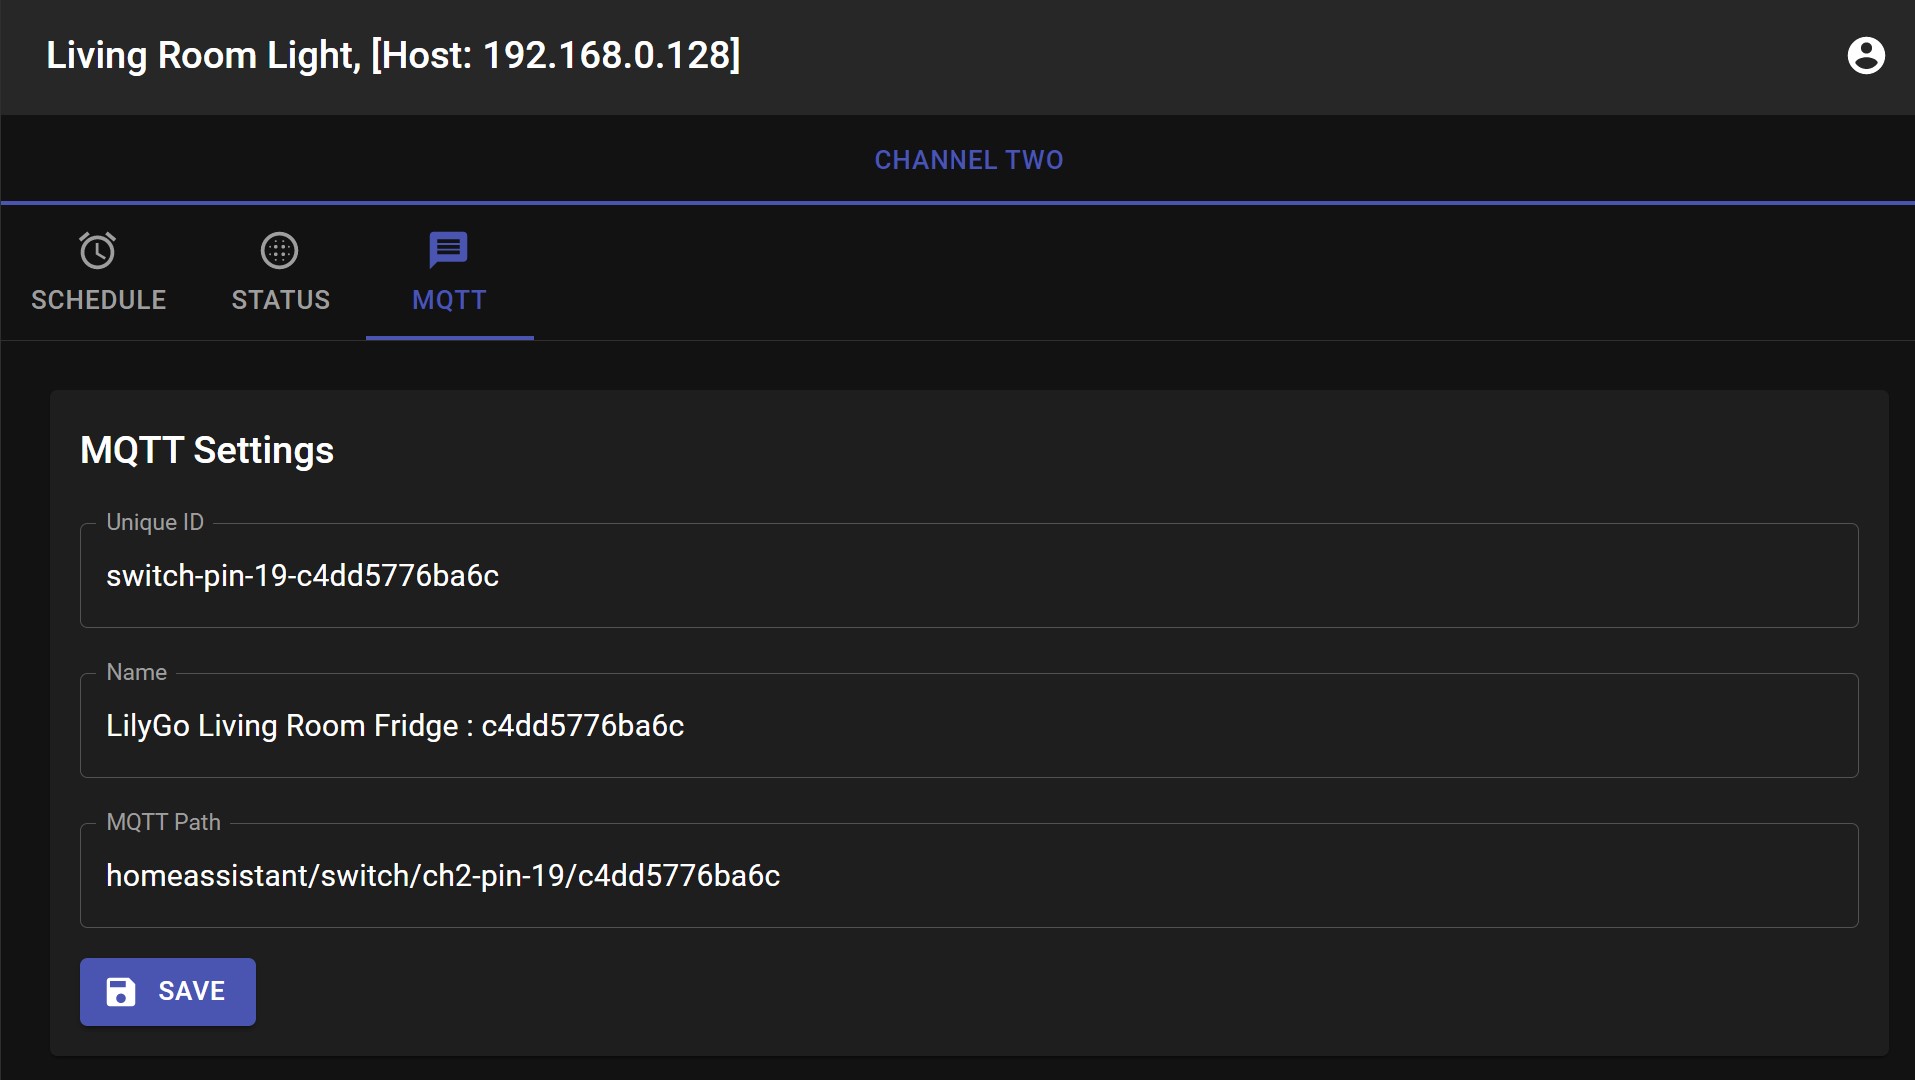 Living Room Light, [Host: 192.168.0.128]
CHANNEL TWO
SCHEDULE
STATUS
MQTT
MQTT Settings
Unique ID
switch-pin-19-c4dd5776ba6c
Name
LilyGo Living Room Fridge : c4dd5776ba6c
MQTT Path
homeassistant/switch/ch2-pin-19/c4dd5776ba6c
SAVE